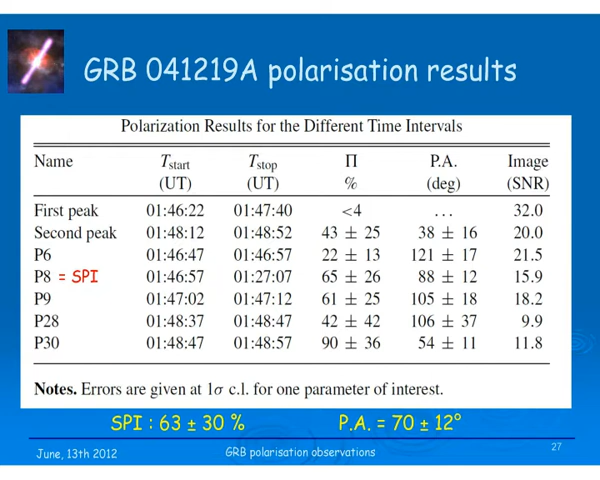 GRB 041219A polarisation results
Polarization Results for the Different Time Intervals
Name T_start T_stop Π P.A. Image
(UT) (UT) % (deg) (SNR)
First peak 01:46:22 01:47:40 <4 ... 32.0
Second peak 01:48:12 01:48:52 43 ± 25 38 ± 16 20.0
P6 01:46:47 01:46:57 22 ± 13 121 ± 17 21.5
P8 = SPI 01:46:57 01:27:07 65 ± 26 88 ± 12 15.9
P9 01:47:02 01:47:12 61 ± 25 105 ± 18 18.2
P28 01:48:37 01:48:47 42 ± 42 106 ± 37 9.9
P30 01:48:47 01:48:57 90 ± 36 54 ± 11 11.8
Notes. Errors are given at 1σ c.l. for one parameter of interest.
SPI : 63 ± 30 % P.A. = 70 ± 12°
June, 13th 2012 GRB polarisation observations 27